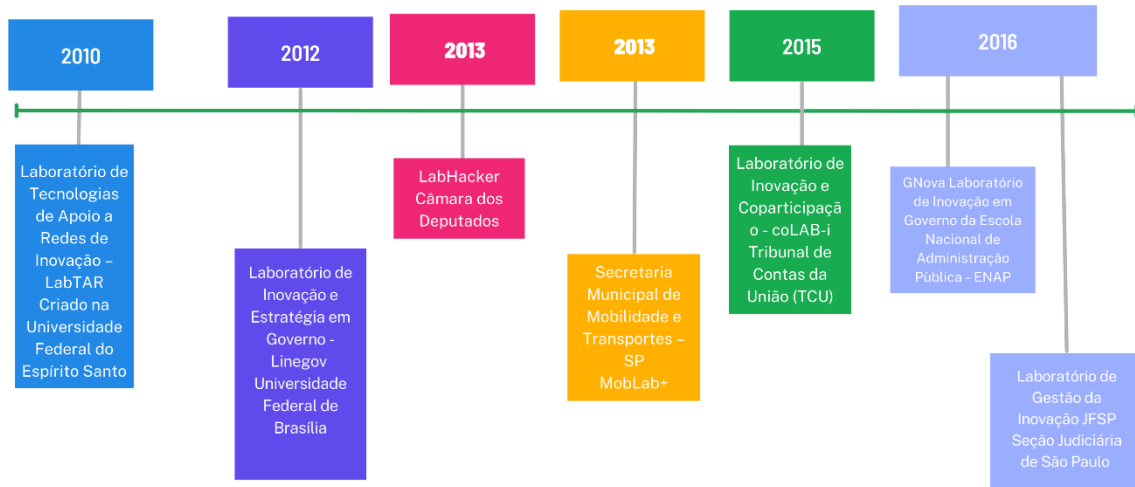 2010
Laboratório de
Tecnologias
de Apoio a
Redes de
Inovação –
LabTAR
Criado na
Universidade
Federal do
Espírito Santo
2012
Laboratório de
Inovação e
Estratégia em
Governo -
Linegov
Universidade
Federal de
Brasília
2013
LabHacker
Câmara dos
Deputados
2013
Secretaria
Municipal de
Mobilidade e
Transportes –
SP
MobLab+
2015
Laboratório de
Inovação e
Coparticipaçã
o - coLAB-i
Tribunal de
Contas da
União (TCU)
2016
GNova Laboratório
de Inovação em
Governo da Escola
Nacional de
Administração
Pùblica - ENAP
Laboratório de
Gestão da
Inovação JFSP
Seção Judiciária
de São Paulo